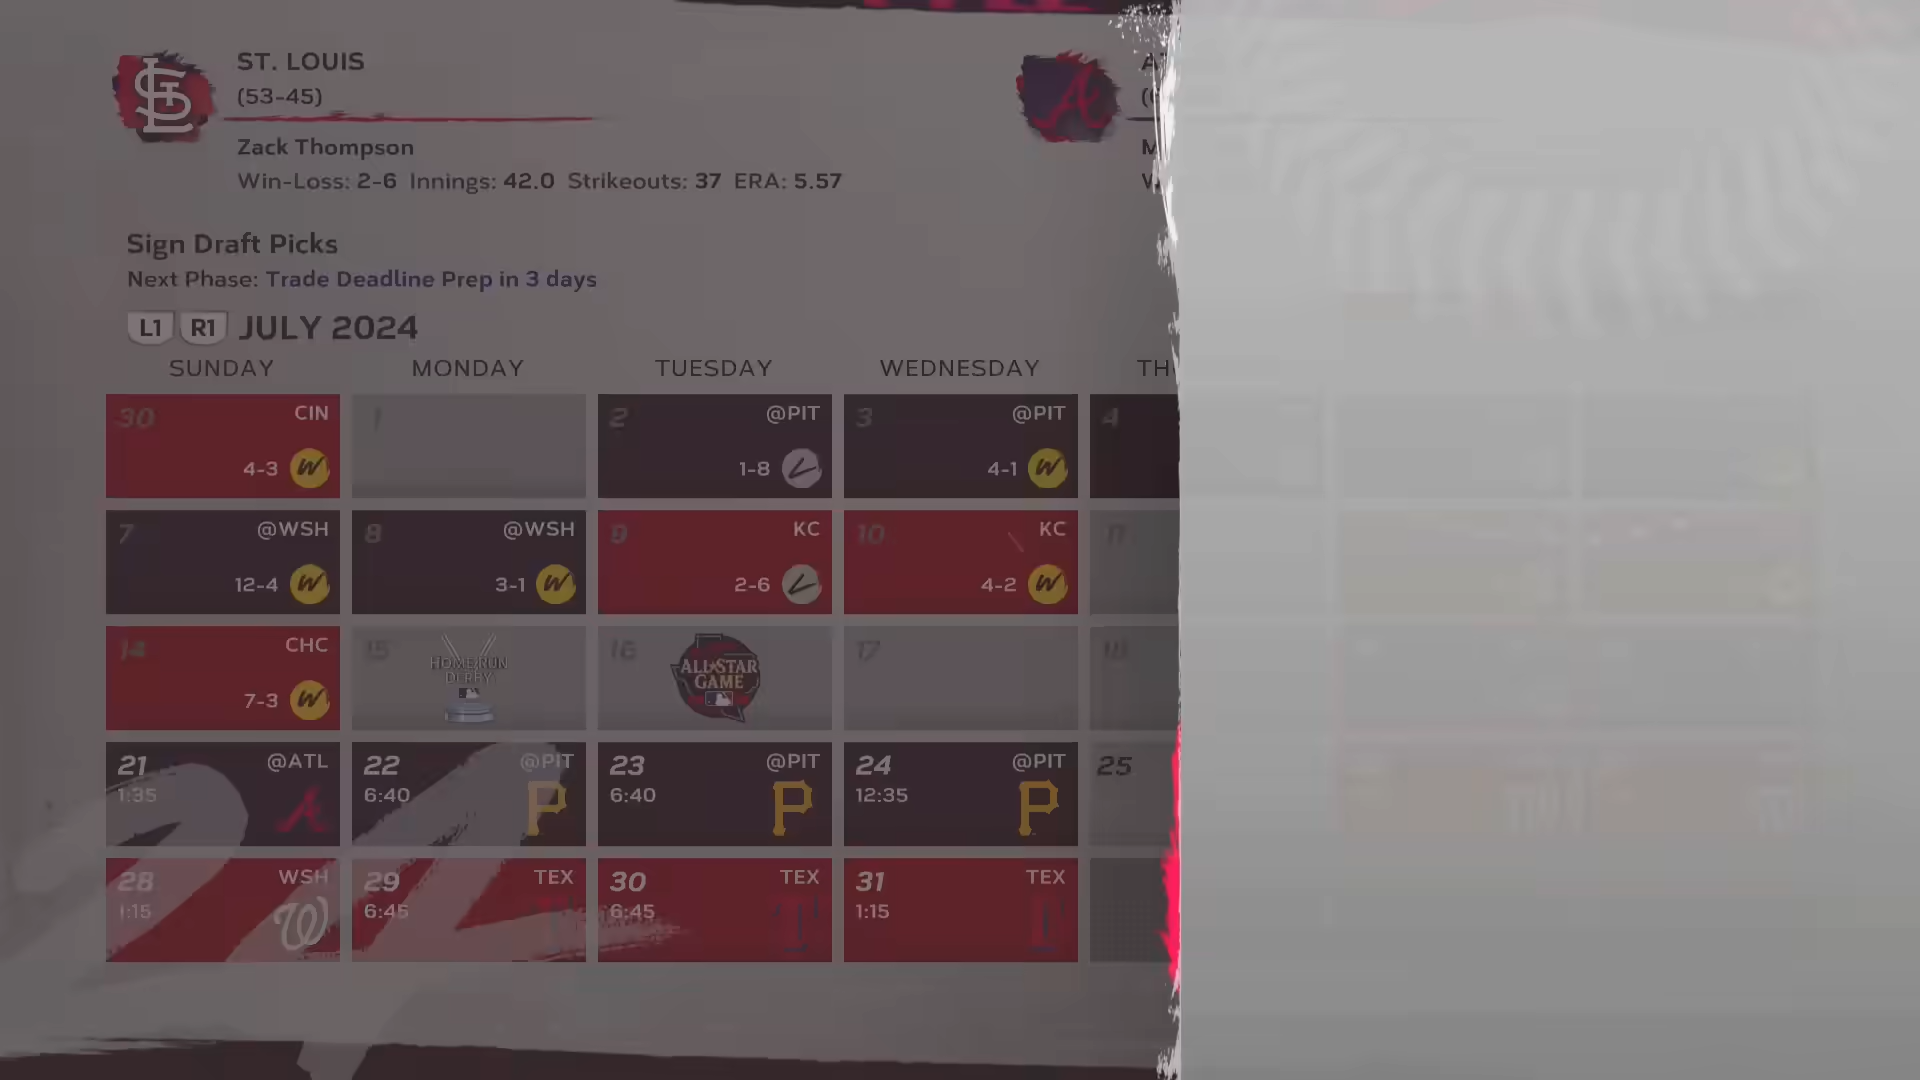 ST. LOUIS
(53-45)
Zack Thompson
Win-Loss: 2-6 Innings: 42.0 Strikeouts: 37 ERA: 5.57
Sign Draft Picks
Next Phase: Trade Deadline Prep in 3 days
L1 R1 JULY 2024
SUNDAY MONDAY TUESDAY WEDNESDAY
30 CIN 1 2 @PIT 3 @PIT 4
4-3 W 1-8 L 4-1 W
7 @WSH 8 @WSH 9 KC 10 KC 11
12-4 W 3-1 W 2-6 L 4-2 W
14 CHC 15 HOME RUN DERBY 16 ALL-STAR GAME 17 18
7-3 W
21 @ATL 22 @PIT 23 @PIT 24 @PIT 25
1:35 6:40 6:40 12:35
28 WSH 29 TEX 30 TEX 31 TEX
1:15 6:45 6:45 1:15